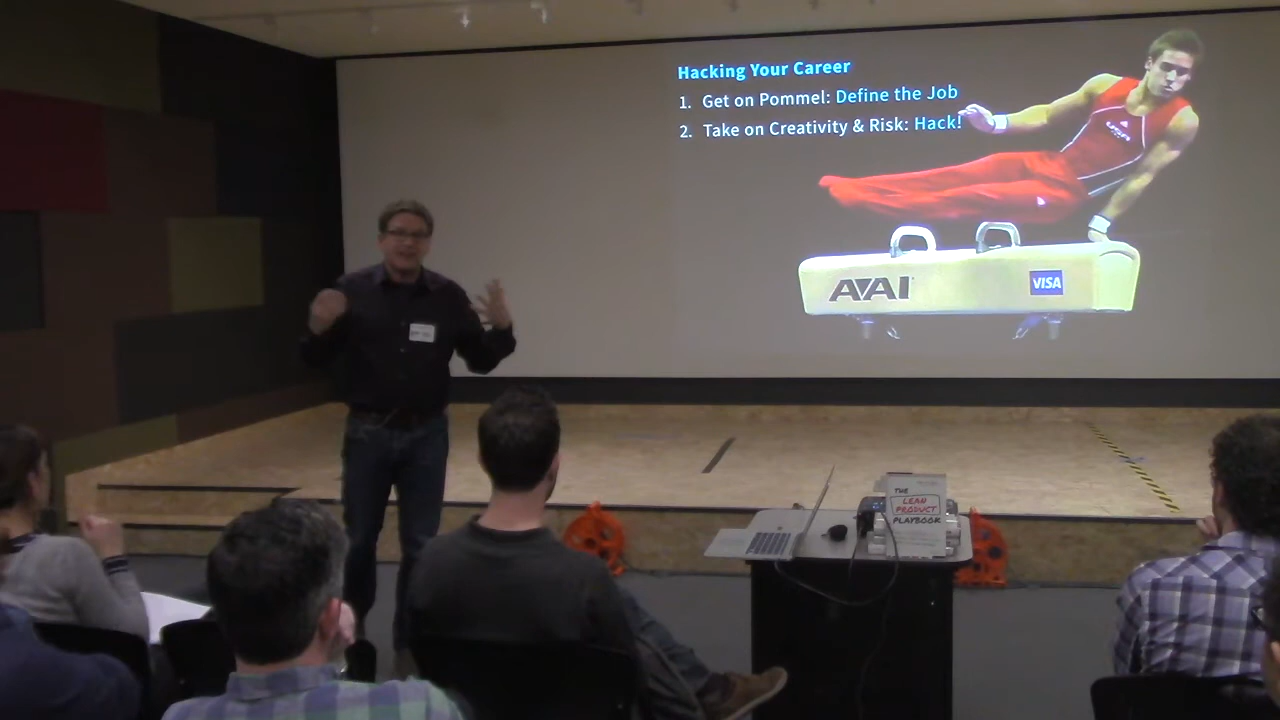 Hacking Your Career
1. Get on Pommel: Define the Job
2. Take on Creativity & Risk: Hack!
AAI
VISA
THE
LEAN
PRODUCT
PLAYBOOK